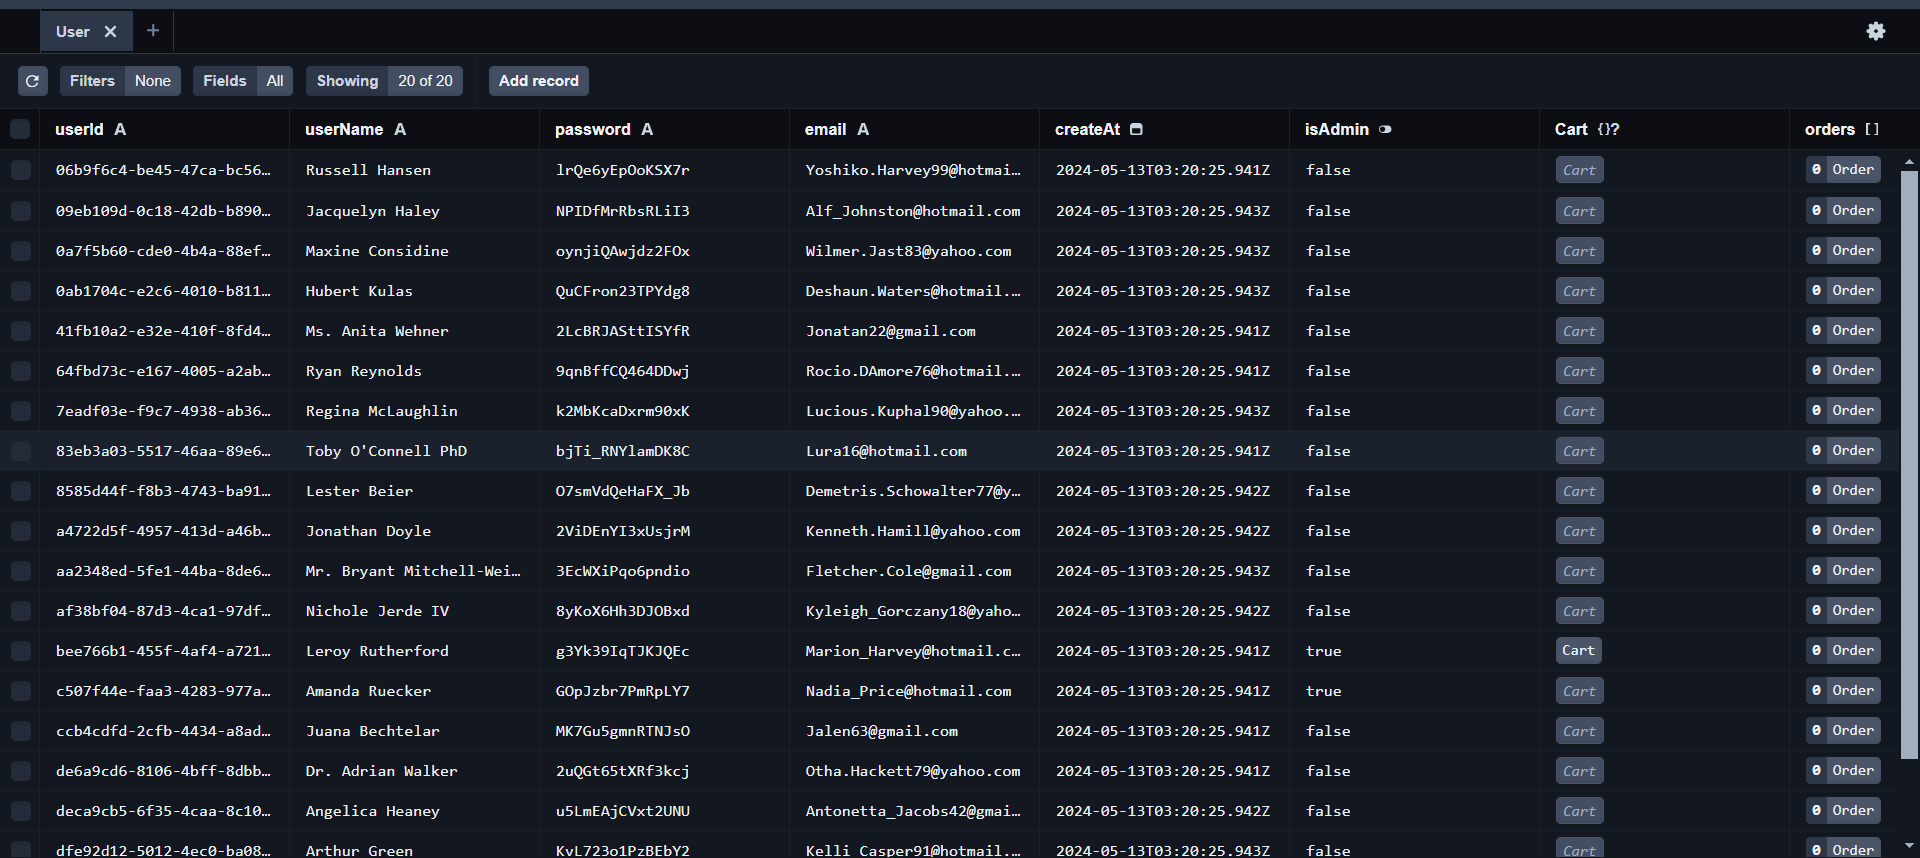 User
Filters None Fields All Showing 20 of 20 Add record
userId A userName A password A email A createAt isAdmin Cart {}? orders []
06b9f6c4-be45-47ca-bc56… Russell Hansen lrQe6yEpOoKSX7r Yoshiko.Harvey99@hotmai… 2024-05-13T03:20:25.941Z false Cart 0 Order
09eb109d-0c18-42db-b890… Jacquelyn Haley NPIDfMrRbsRLiI3 Alf_Johnston@hotmail.com 2024-05-13T03:20:25.943Z false Cart 0 Order
0a7f5b60-cde0-4b4a-88ef… Maxine Considine oynjiQAwjdz2FOx Wilmer.Jast83@yahoo.com 2024-05-13T03:20:25.943Z false Cart 0 Order
0ab1704c-e2c6-4010-b811… Hubert Kulas QuCFron23TPYdg8 Deshaun.Waters@hotmail.… 2024-05-13T03:20:25.943Z false Cart 0 Order
41fb10a2-e32e-410f-8fd4… Ms. Anita Wehner 2LcBRJASttISYfR Jonatan22@gmail.com 2024-05-13T03:20:25.941Z false Cart 0 Order
64fbd73c-e167-4005-a2ab… Ryan Reynolds 9qnBffCQ464DDwj Rocio.DAmore76@hotmail.… 2024-05-13T03:20:25.941Z false Cart 0 Order
7eadf03e-f9c7-4938-ab36… Regina McLaughlin k2MbKcaDxrm90xK Lucious.Kuphal90@yahoo.… 2024-05-13T03:20:25.943Z false Cart 0 Order
83eb3a03-5517-46aa-89e6… Toby O'Connell PhD bjTi_RNYlamDK8C Lura16@hotmail.com 2024-05-13T03:20:25.941Z false Cart 0 Order
8585d44f-f8b3-4743-ba91… Lester Beier O7smVdQeHaFX_Jb Demetris.Schowalter77@y… 2024-05-13T03:20:25.942Z false Cart 0 Order
a4722d5f-4957-413d-a46b… Jonathan Doyle 2ViDEnYI3xUsjrM Kenneth.Hamill@yahoo.com 2024-05-13T03:20:25.942Z false Cart 0 Order
aa2348ed-5fe1-44ba-8de6… Mr. Bryant Mitchell-Wei… 3EcWXiPqo6pndio Fletcher.Cole@gmail.com 2024-05-13T03:20:25.943Z false Cart 0 Order
af38bf04-87d3-4ca1-97df… Nichole Jerde IV 8yKoX6Hh3DJOBxd Kyleigh_Gorczany18@yaho… 2024-05-13T03:20:25.942Z false Cart 0 Order
bee766b1-455f-4af4-a721… Leroy Rutherford g3Yk39IqTJKJQEc Marion_Harvey@hotmail.c… 2024-05-13T03:20:25.941Z true Cart 0 Order
c507f44e-faa3-4283-977a… Amanda Ruecker GOpJzbr7PmRpLY7 Nadia_Price@hotmail.com 2024-05-13T03:20:25.941Z true Cart 0 Order
ccb4cdfd-2cfb-4434-a8ad… Juana Bechtelar MK7Gu5gmnRTNJsO Jalen63@gmail.com 2024-05-13T03:20:25.941Z false Cart 0 Order
de6a9cd6-8106-4bff-8dbb… Dr. Adrian Walker 2uQGt65tXRf3kcj Otha.Hackett79@yahoo.com 2024-05-13T03:20:25.941Z false Cart 0 Order
deca9cb5-6f35-4caa-8c10… Angelica Heaney u5LmEAjCVxt2UNU Antonetta_Jacobs42@gmai… 2024-05-13T03:20:25.942Z false Cart 0 Order
dfe92d12-5012-4ec0-ba08… Arthur Green KvL723o1PzBEbY2 Kelli_Casper91@hotmail.… 2024-05-13T03:20:25.943Z false Cart 0 Order